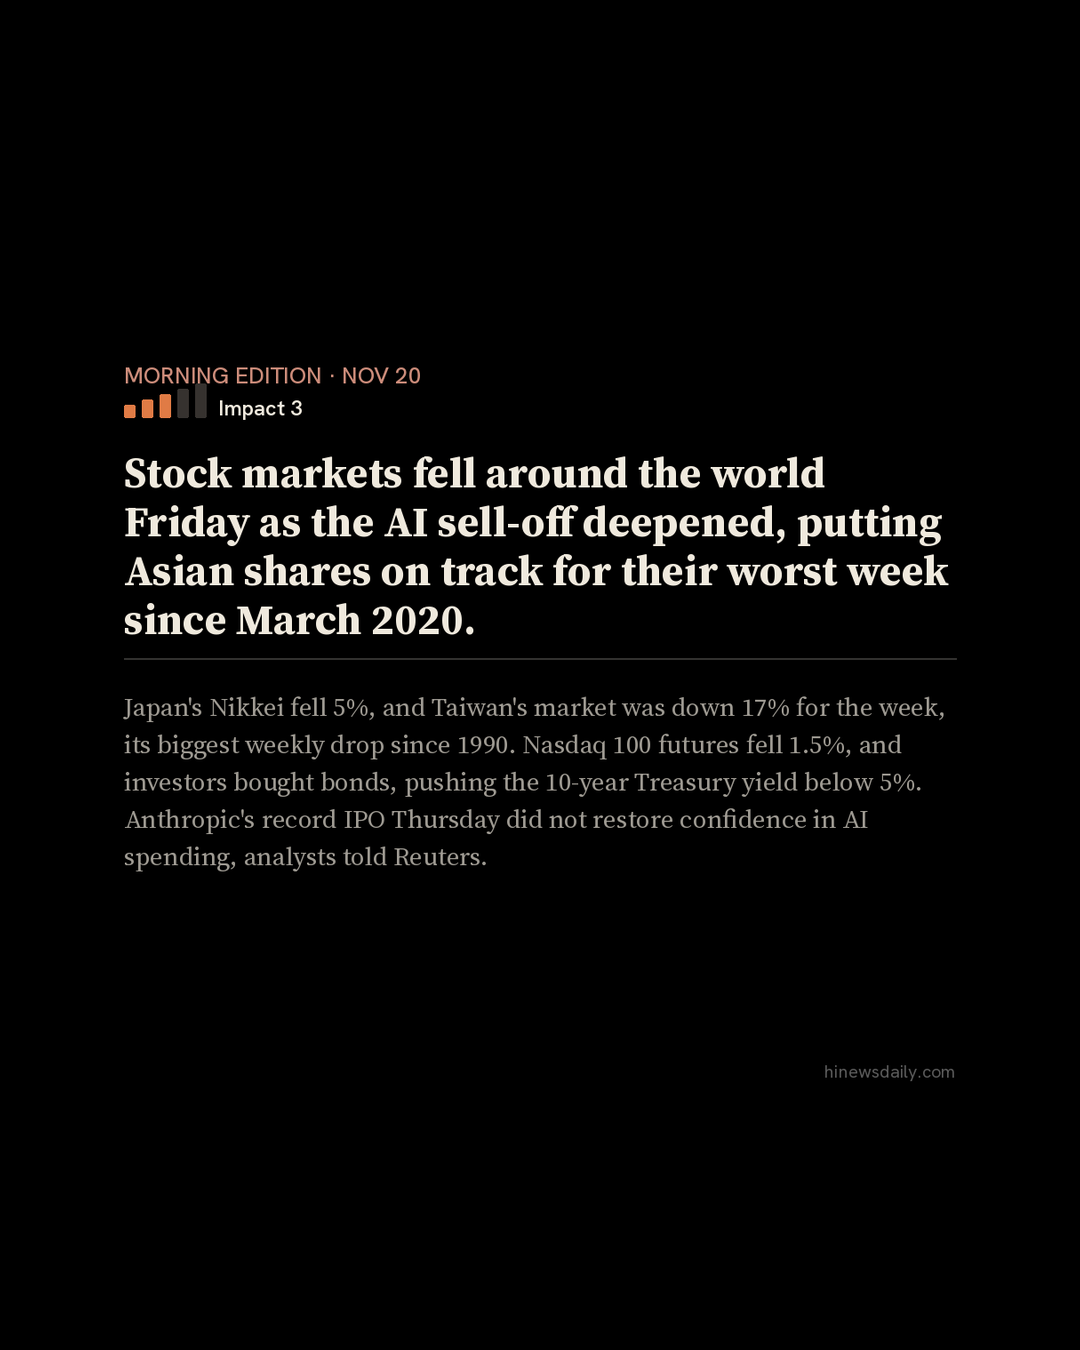 MORNING EDITION · NOV 20
Impact 3
Stock markets fell around the world
Friday as the AI sell-off deepened, putting
Asian shares on track for their worst week
since March 2020.
Japan's Nikkei fell 5%, and Taiwan's market was down 17% for the week,
its biggest weekly drop since 1990. Nasdaq 100 futures fell 1.5%, and
investors bought bonds, pushing the 10-year Treasury yield below 5%.
Anthropic's record IPO Thursday did not restore confidence in AI
spending, analysts told Reuters.
hinewsdaily.com